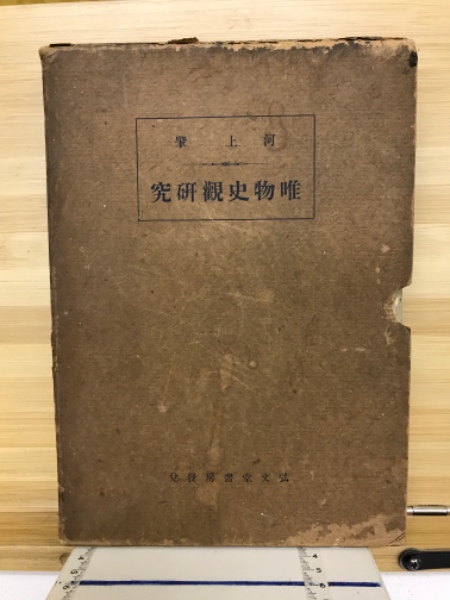 河上肇
唯物史觀研究
弘文堂書房發兌